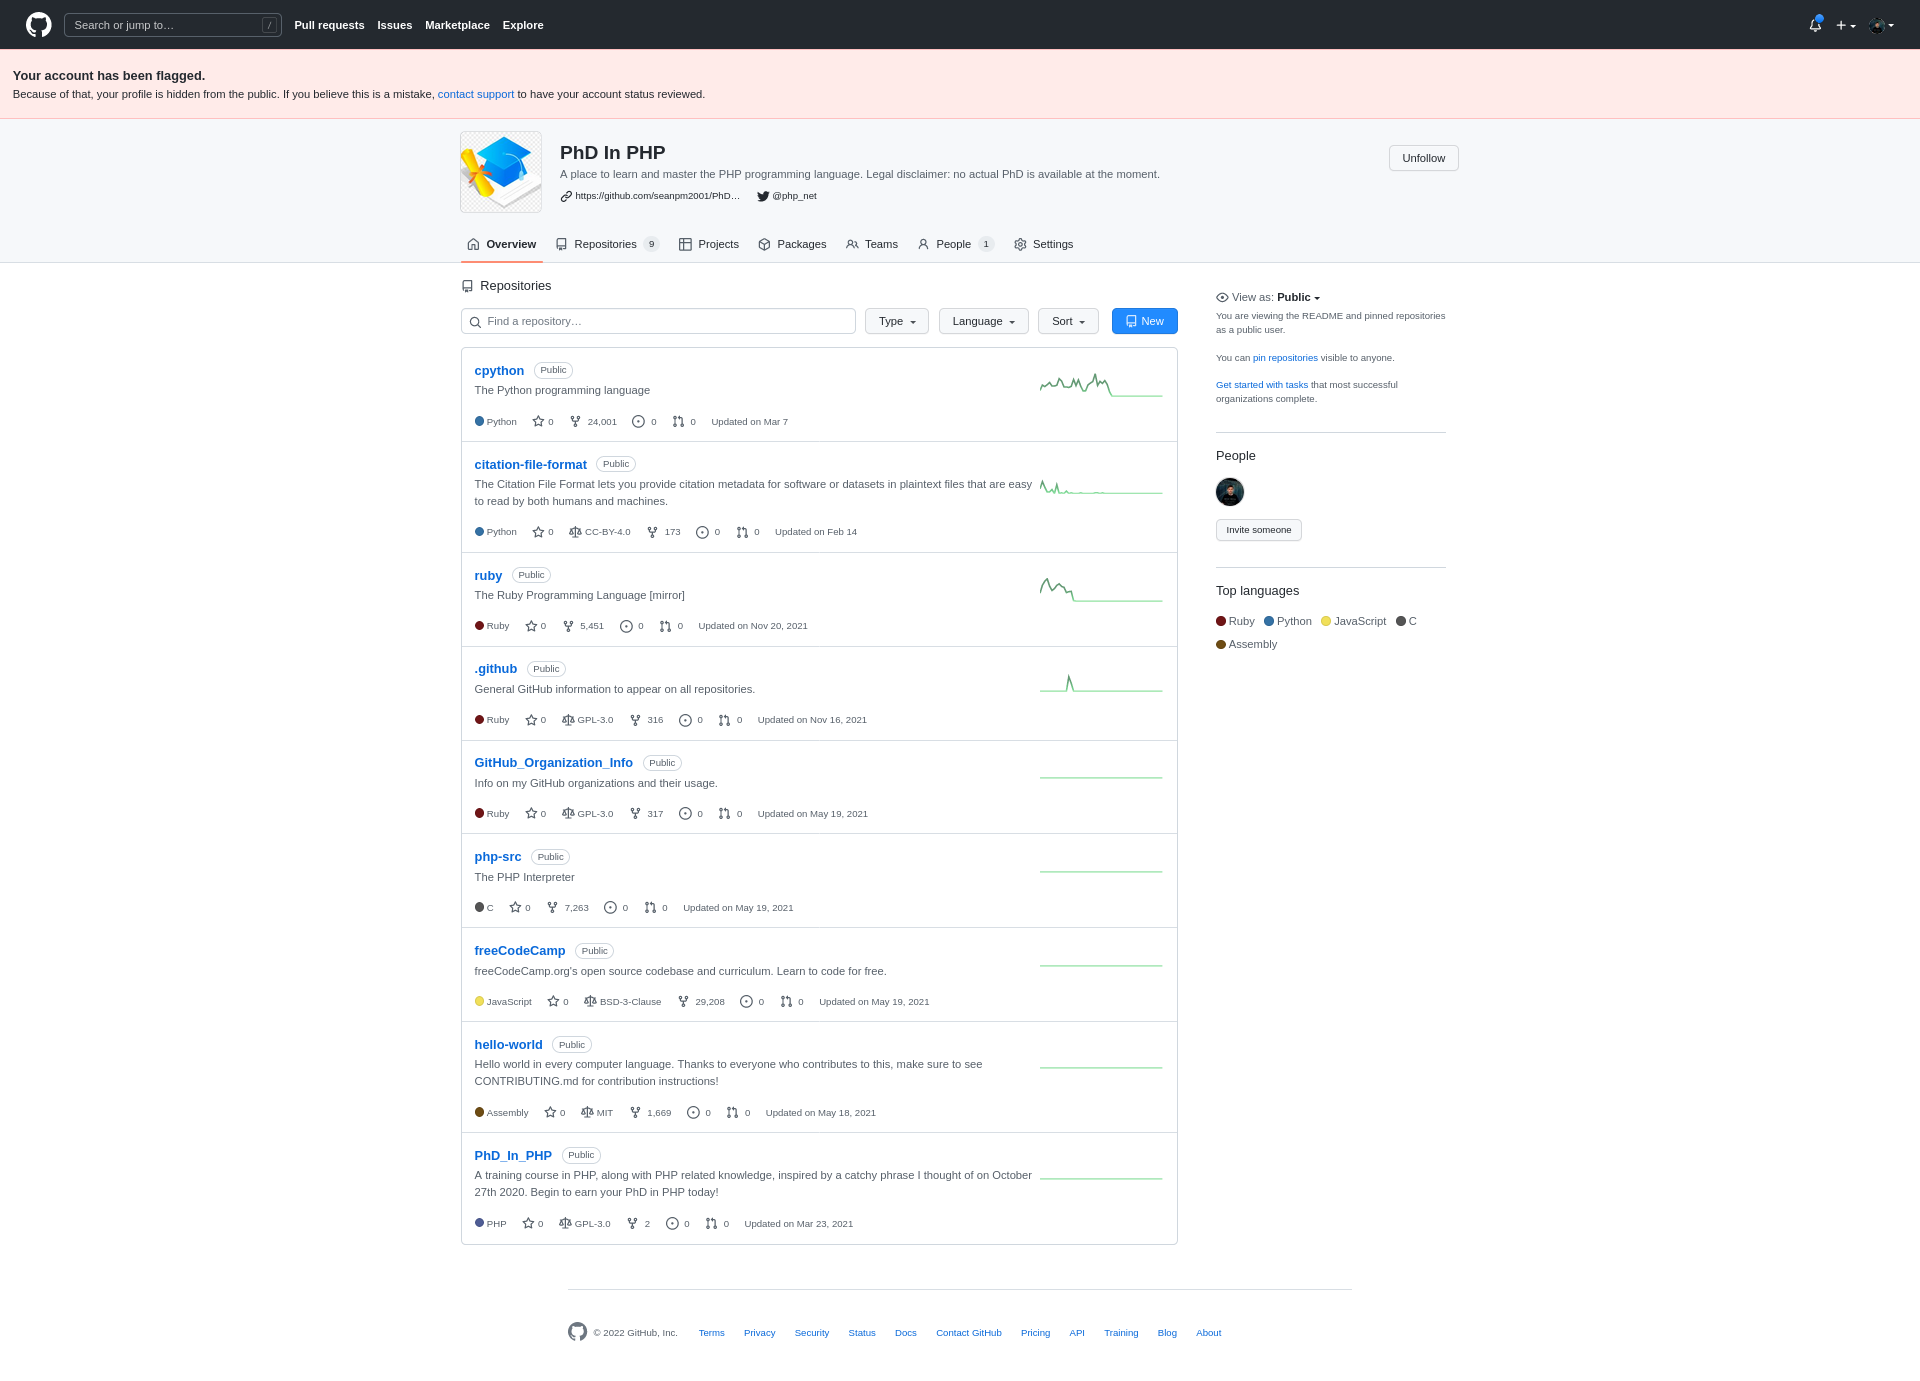 Search or jump to… / Pull requests Issues Marketplace Explore
Your account has been flagged.
Because of that, your profile is hidden from the public. If you believe this is a mistake, contact support to have your account status reviewed.
PhD In PHP
Unfollow
A place to learn and master the PHP programming language. Legal disclaimer: no actual PhD is available at the moment.
https://github.com/seanpm2001/PhD… @php_net
Overview Repositories 9 Projects Packages Teams People 1 Settings
Repositories
Find a repository… Type Language Sort New
cpython Public
The Python programming language
Python 0 24,001 0 0 Updated on Mar 7
citation-file-format Public
The Citation File Format lets you provide citation metadata for software or datasets in plaintext files that are easy
to read by both humans and machines.
Python 0 CC-BY-4.0 173 0 0 Updated on Feb 14
ruby Public
The Ruby Programming Language [mirror]
Ruby 0 5,451 0 0 Updated on Nov 20, 2021
.github Public
General GitHub information to appear on all repositories.
Ruby 0 GPL-3.0 316 0 0 Updated on Nov 16, 2021
GitHub_Organization_Info Public
Info on my GitHub organizations and their usage.
Ruby 0 GPL-3.0 317 0 0 Updated on May 19, 2021
php-src Public
The PHP Interpreter
C 0 7,263 0 0 Updated on May 19, 2021
freeCodeCamp Public
freeCodeCamp.org's open source codebase and curriculum. Learn to code for free.
JavaScript 0 BSD-3-Clause 29,208 0 0 Updated on May 19, 2021
hello-world Public
Hello world in every computer language. Thanks to everyone who contributes to this, make sure to see
CONTRIBUTING.md for contribution instructions!
Assembly 0 MIT 1,669 0 0 Updated on May 18, 2021
PhD_In_PHP Public
A training course in PHP, along with PHP related knowledge, inspired by a catchy phrase I thought of on October
27th 2020. Begin to earn your PhD in PHP today!
PHP 0 GPL-3.0 2 0 0 Updated on Mar 23, 2021
View as: Public
You are viewing the README and pinned repositories
as a public user.
You can pin repositories visible to anyone.
Get started with tasks that most successful
organizations complete.
People
Invite someone
Top languages
Ruby Python JavaScript C
Assembly
© 2022 GitHub, Inc. Terms Privacy Security Status Docs Contact GitHub Pricing API Training Blog About